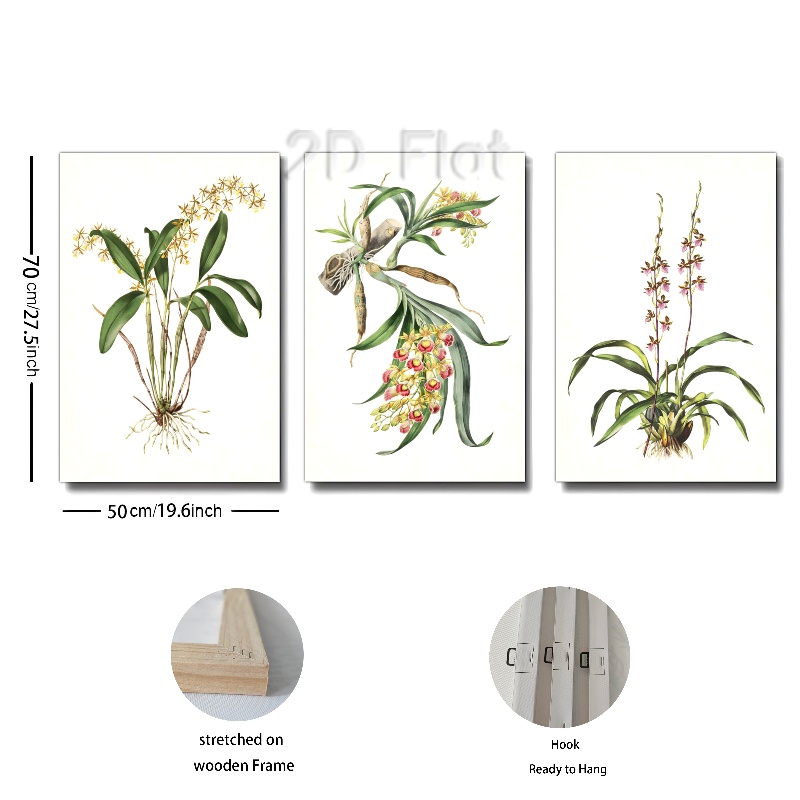 2D Flat
70 cm/27.5inch
50cm/19.6inch
stretched on
wooden Frame
Hook
Ready to Hang